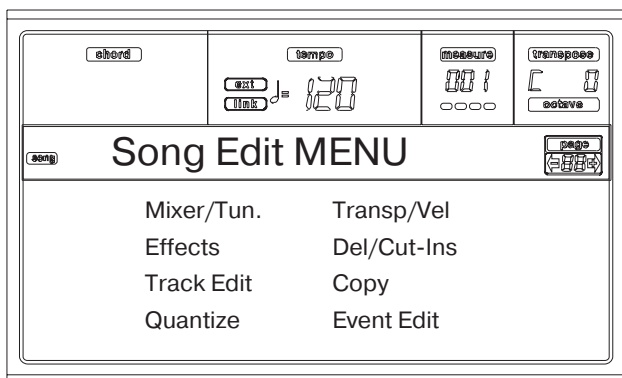 chord tempo measure transpose
ext ♩= 120 001 C 0
link octave
song Song Edit MENU page
-88+
Mixer/Tun. Transp/Vel
Effects Del/Cut-Ins
Track Edit Copy
Quantize Event Edit